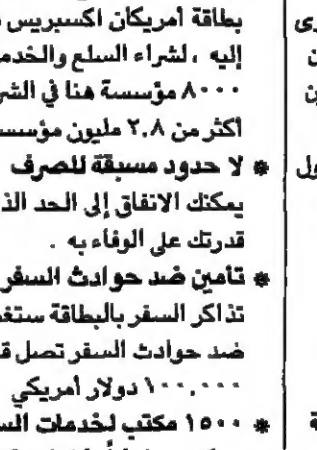 بطاقة أمريكان اكسبريس
إليه ، لشراء السلع والخدم
٨٠٠٠ مؤسسة هنا في الشر
أكثر من ٢,٨ مليون مؤسس
* لا حدود مسبقة للصرف
يمكنك الانفاق إلى الحد الذ
قدرتك على الوفاء به .
* تأمين ضد حوادث السفر
تذاكر السفر بالبطاقة ستغ
ضد حوادث السفر تصل ق
١٠٠,٠٠٠ دولار أمريكي
* ١٥٠٠ مكتب لخدمات الس